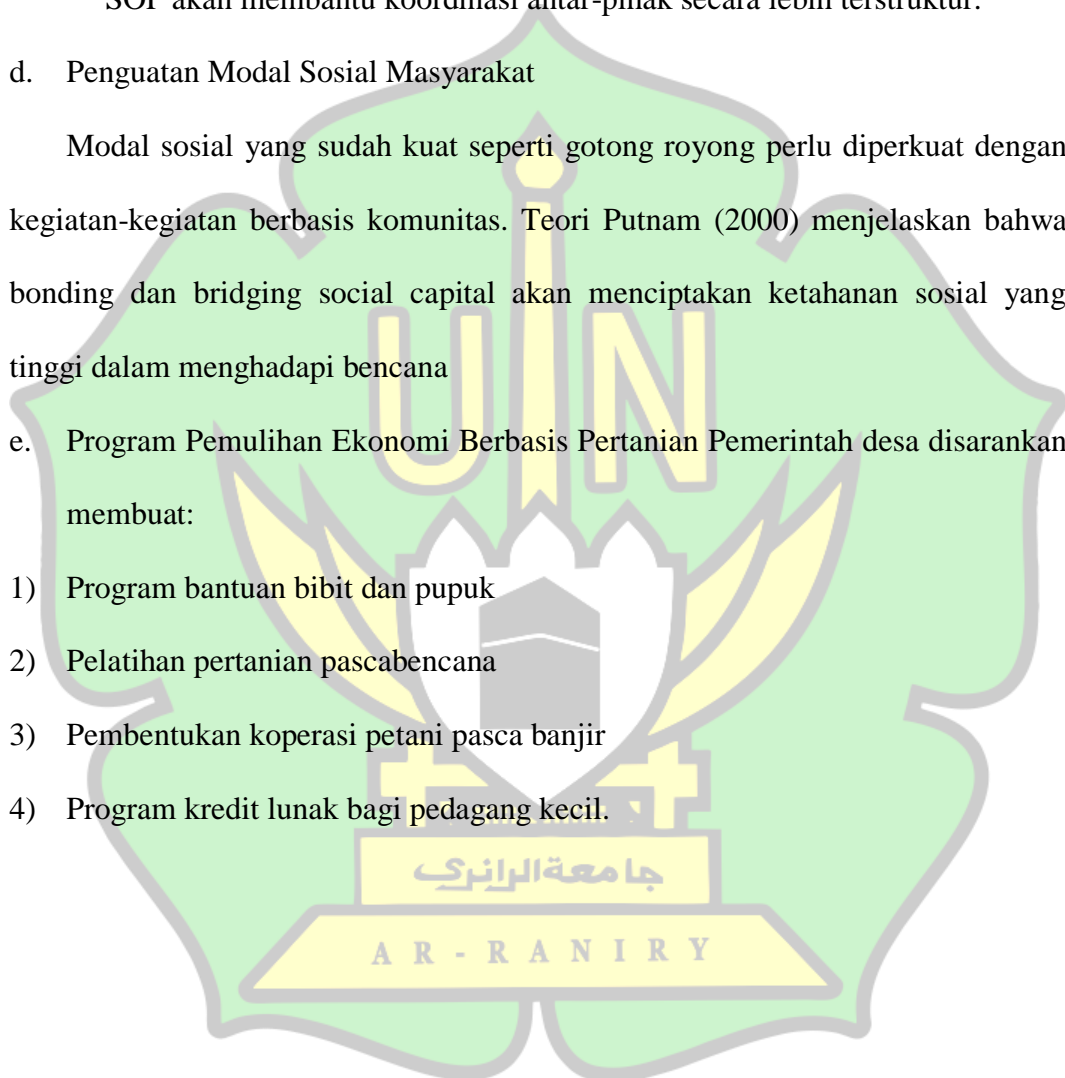 SOP akan membantu koordinasi antar-pihak secara lebih terstruktur.
d. Penguatan Modal Sosial Masyarakat
Modal sosial yang sudah kuat seperti gotong royong perlu diperkuat dengan
kegiatan-kegiatan berbasis komunitas. Teori Putnam (2000) menjelaskan bahwa
bonding dan bridging social capital akan menciptakan ketahanan sosial yang
tinggi dalam menghadapi bencana
e. Program Pemulihan Ekonomi Berbasis Pertanian Pemerintah desa disarankan
membuat:
1) Program bantuan bibit dan pupuk
2) Pelatihan pertanian pascabencana
3) Pembentukan koperasi petani pasca banjir
4) Program kredit lunak bagi pedagang kecil.
UIN
جامعة الرانري
AR-RANIRY